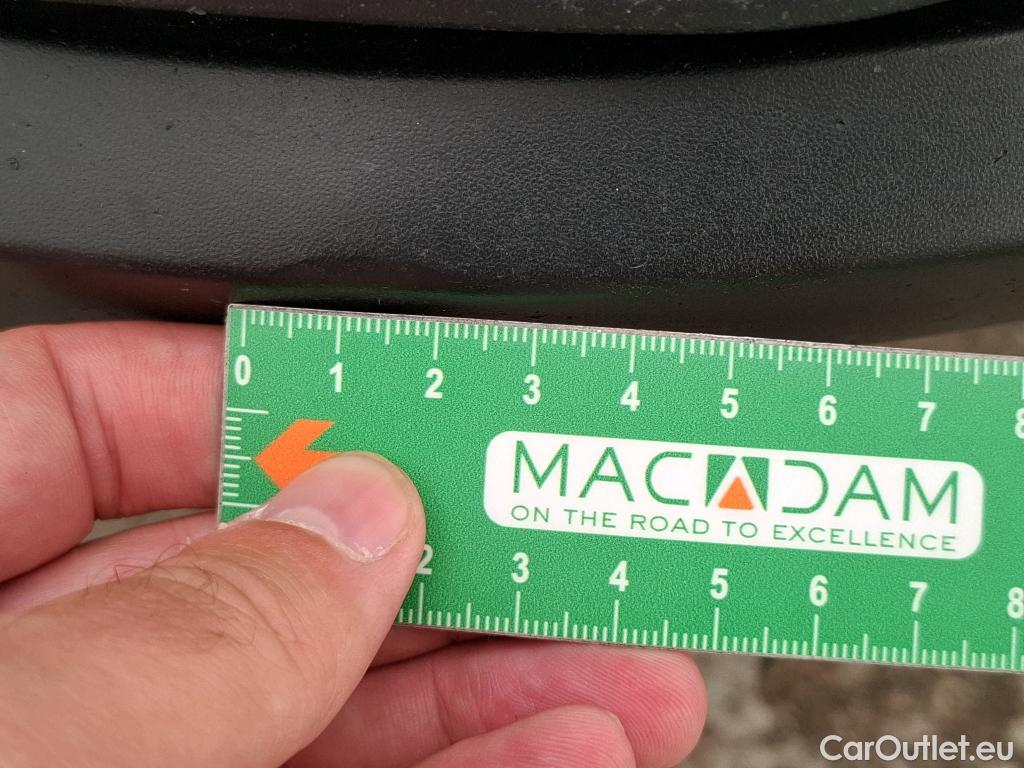 0 1 2 3 4 5 6 7 8
MACADAM
ON THE ROAD TO EXCELLENCE
2 3 4 5 6 7 8
CarOutlet.eu